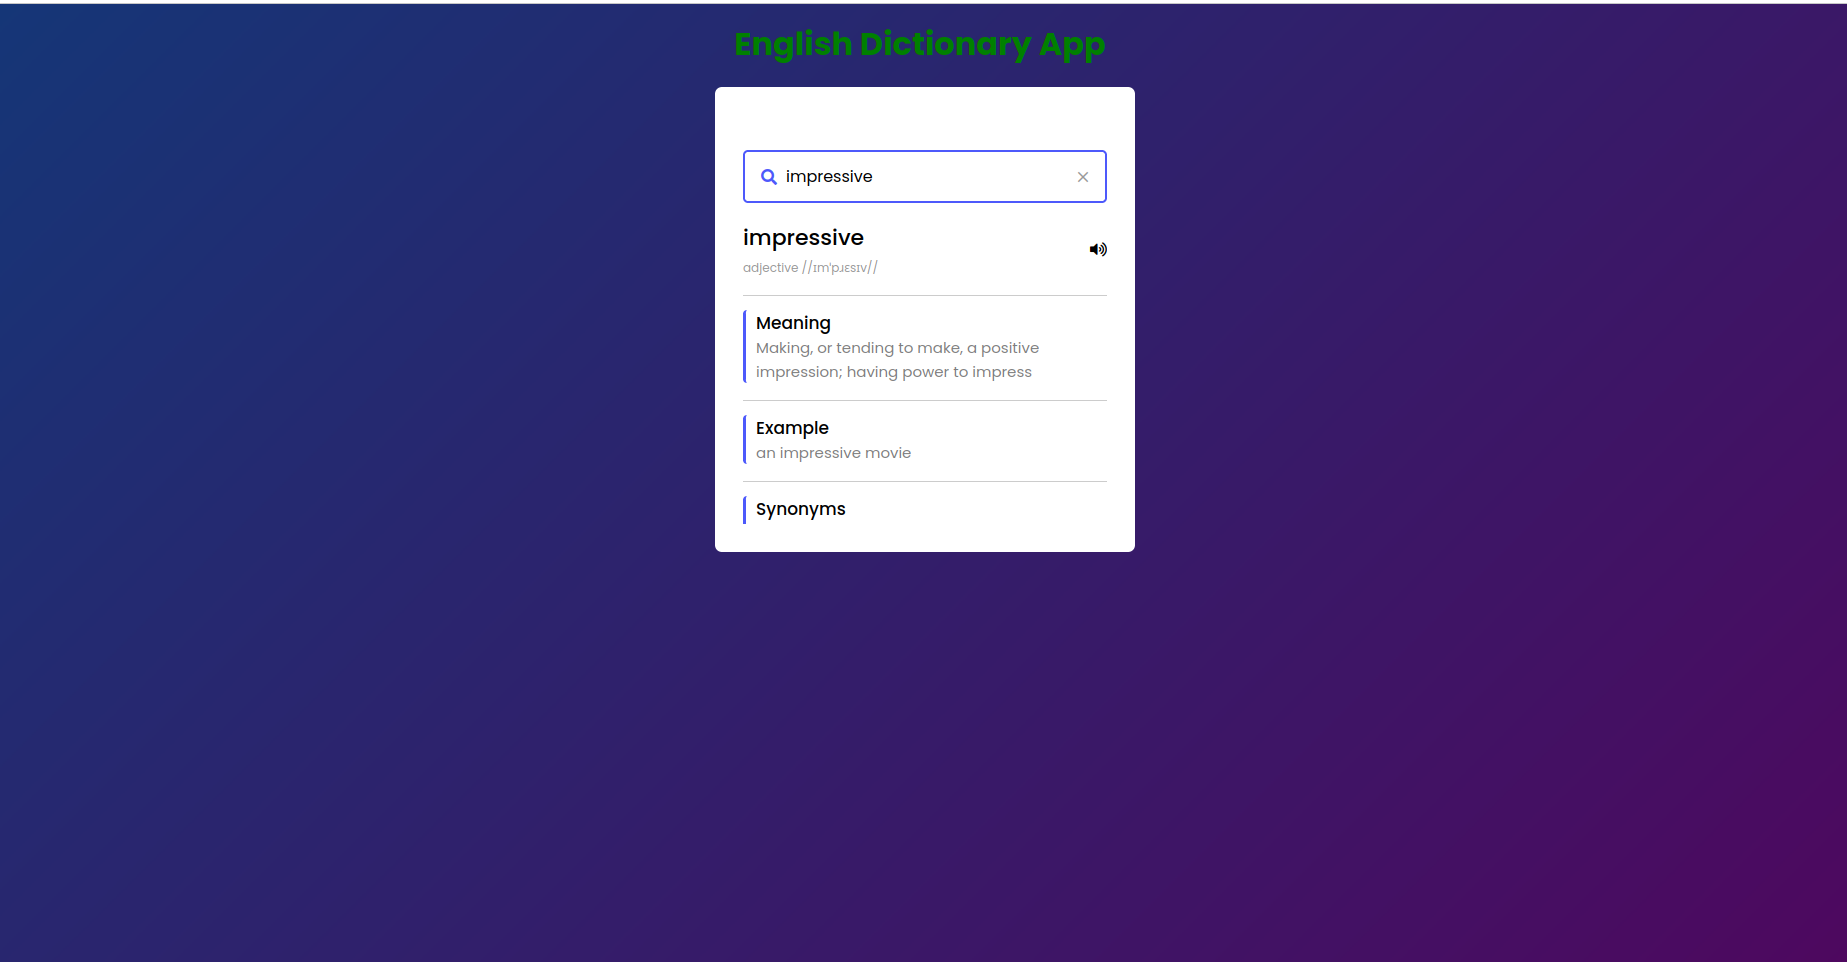 English Dictionary App
impressive
impressive
adjective //ɪmˈpɹɛsɪv//
Meaning
Making, or tending to make, a positive
impression; having power to impress
Example
an impressive movie
Synonyms